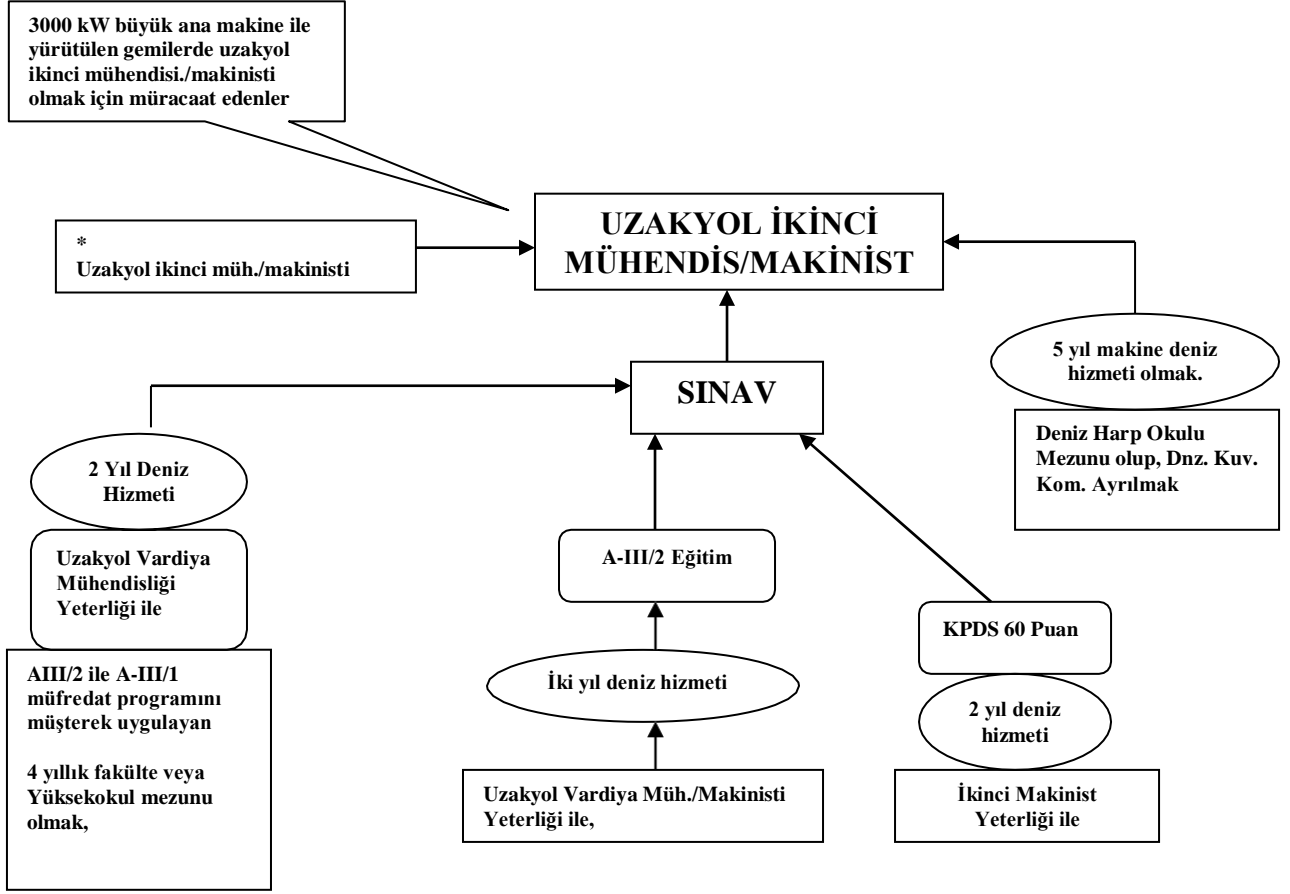 3000 kW büyük ana makine ile
yürütülen gemilerde uzakyol
ikinci mühendisi./makinisti
olmak için müracaat edenler
UZAKYOL İKİNCİ
MÜHENDİS/MAKİNİST
*
Uzakyol ikinci müh./makinisti
5 yıl makine deniz
hizmeti olmak.
SINAV
Deniz Harp Okulu
Mezunu olup, Dnz. Kuv.
Kom. Ayrılmak
2 Yıl Deniz
Hizmeti
Uzakyol Vardiya
Mühendisliği
Yeterliği ile
A-III/2 Eğitim
KPDS 60 Puan
AIII/2 ile A-III/1
müfredat programını
müşterek uygulayan
4 yıllık fakülte veya
Yüksekokul mezunu
olmak,
İki yıl deniz hizmeti
2 yıl deniz
hizmeti
Uzakyol Vardiya Müh./Makinisti
Yeterliği ile,
İkinci Makinist
Yeterliği ile